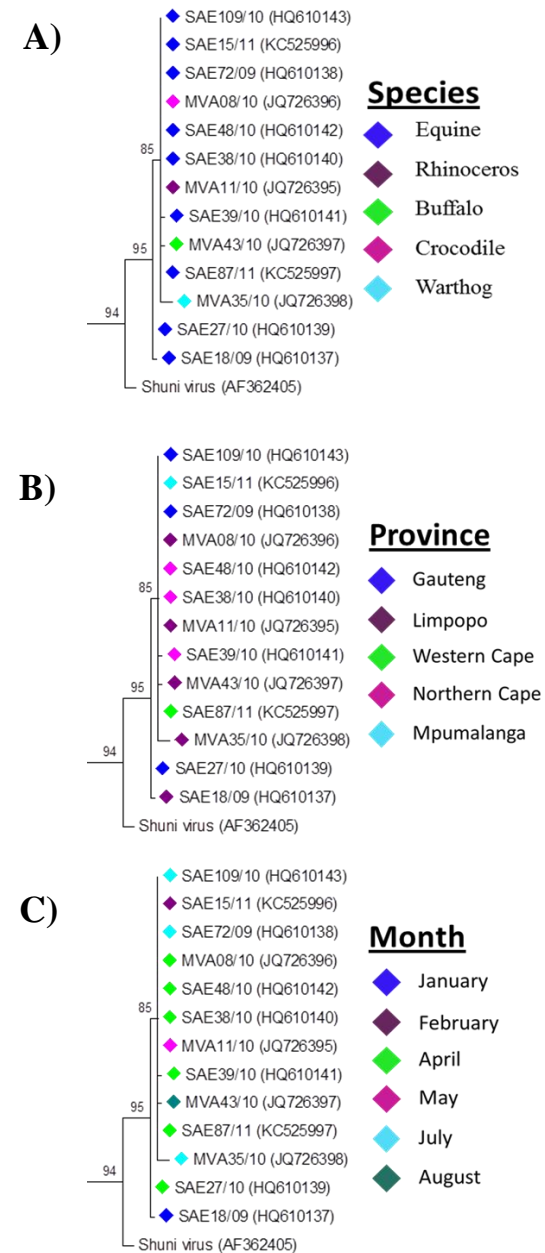 A)
SAE109/10 (HQ610143)
SAE15/11 (KC525996)
SAE72/09 (HQ610138)
MVA08/10 (JQ726396)
SAE48/10 (HQ610142)
85
SAE38/10 (HQ610140)
MVA11/10 (JQ726395)
SAE39/10 (HQ610141)
MVA43/10 (JQ726397)
95
SAE87/11 (KC525997)
MVA35/10 (JQ726398)
94
SAE27/10 (HQ610139)
SAE18/09 (HQ610137)
Shuni virus (AF362405)
Species
Equine
Rhinoceros
Buffalo
Crocodile
Warthog
B)
SAE109/10 (HQ610143)
SAE15/11 (KC525996)
SAE72/09 (HQ610138)
MVA08/10 (JQ726396)
SAE48/10 (HQ610142)
85
SAE38/10 (HQ610140)
MVA11/10 (JQ726395)
SAE39/10 (HQ610141)
MVA43/10 (JQ726397)
95
SAE87/11 (KC525997)
MVA35/10 (JQ726398)
94
SAE27/10 (HQ610139)
SAE18/09 (HQ610137)
Shuni virus (AF362405)
Province
Gauteng
Limpopo
Western Cape
Northern Cape
Mpumalanga
C)
SAE109/10 (HQ610143)
SAE15/11 (KC525996)
SAE72/09 (HQ610138)
MVA08/10 (JQ726396)
SAE48/10 (HQ610142)
85
SAE38/10 (HQ610140)
MVA11/10 (JQ726395)
SAE39/10 (HQ610141)
MVA43/10 (JQ726397)
95
SAE87/11 (KC525997)
MVA35/10 (JQ726398)
94
SAE27/10 (HQ610139)
SAE18/09 (HQ610137)
Shuni virus (AF362405)
Month
January
February
April
May
July
August